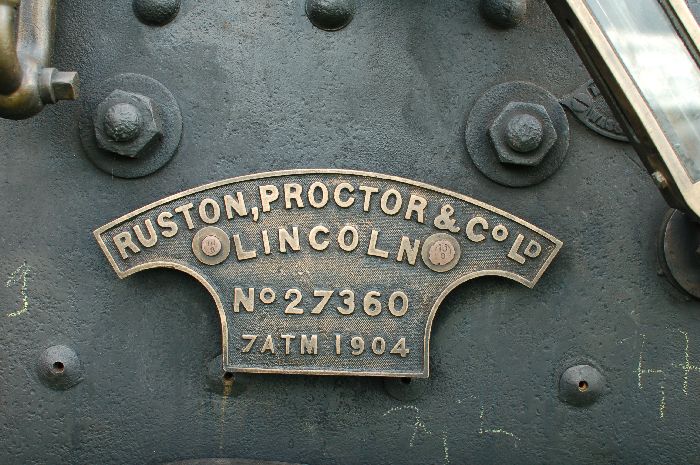 RUSTON, PROCTOR & Co LD
LINCOLN
No 27360
7ATM 1904